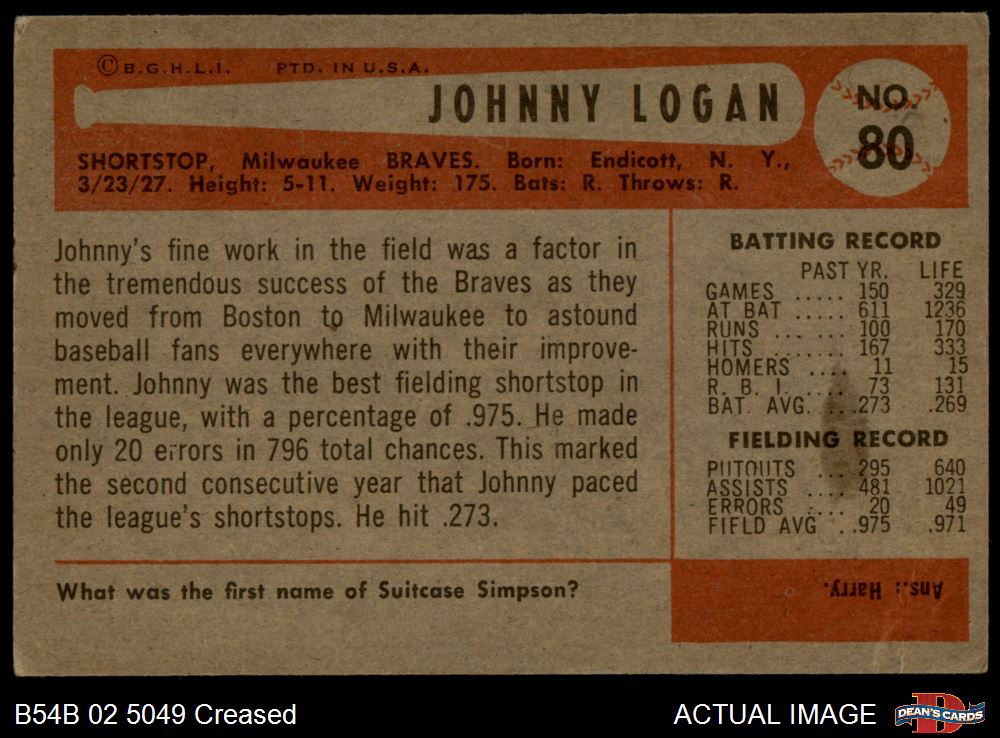 © B.G.H.L.I. PTD. IN U.S.A.
JOHNNY LOGAN
NO.
80
SHORTSTOP, Milwaukee BRAVES. Born: Endicott, N. Y.,
3/23/27. Height: 5-11. Weight: 175. Bats: R. Throws: R.
Johnny's fine work in the field was a factor in
the tremendous success of the Braves as they
moved from Boston to Milwaukee to astound
baseball fans everywhere with their improve-
ment. Johnny was the best fielding shortstop in
the league, with a percentage of .975. He made
only 20 errors in 796 total chances. This marked
the second consecutive year that Johnny paced
the league's shortstops. He hit .273.
BATTING RECORD
PAST YR. LIFE
GAMES ..... 150 329
AT BAT ..... 611 1236
RUNS ... ..... 100 170
HITS ........ 167 333
HOMERS .... 11 15
R. B. I. ..... 73 131
BAT. AVG. ... .273 .269
FIELDING RECORD
PUTOUTS .... 295 640
ASSISTS .... 481 1021
ERRORS .... 20 49
FIELD AVG .. .975 .971
What was the first name of Suitcase Simpson?
Ans.: Harry.
B54B 02 5049 Creased
ACTUAL IMAGE
D
DEAN'S CARDS